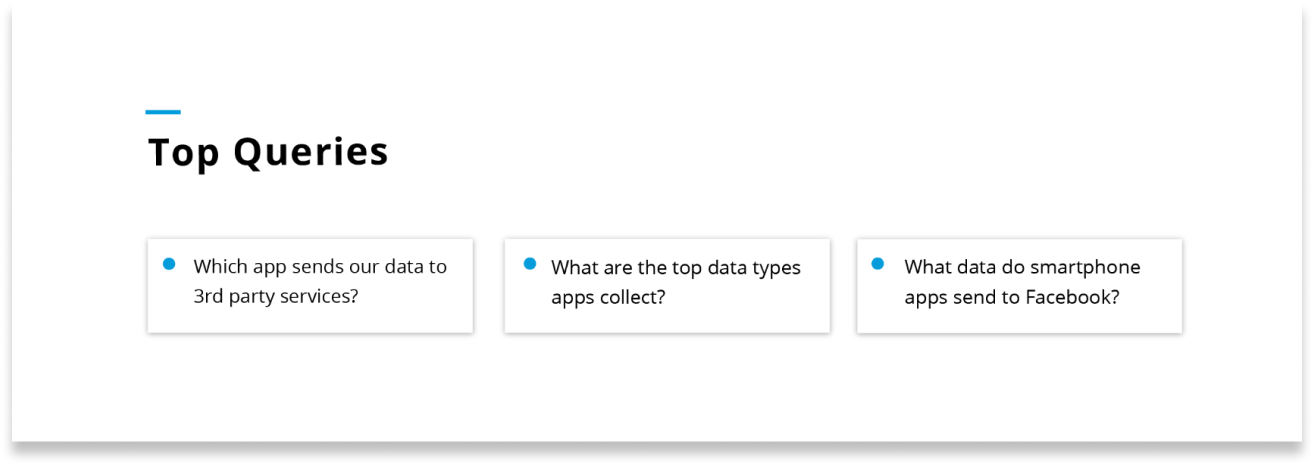 Top Queries
Which app sends our data to
3rd party services?
What are the top data types
apps collect?
What data do smartphone
apps send to Facebook?